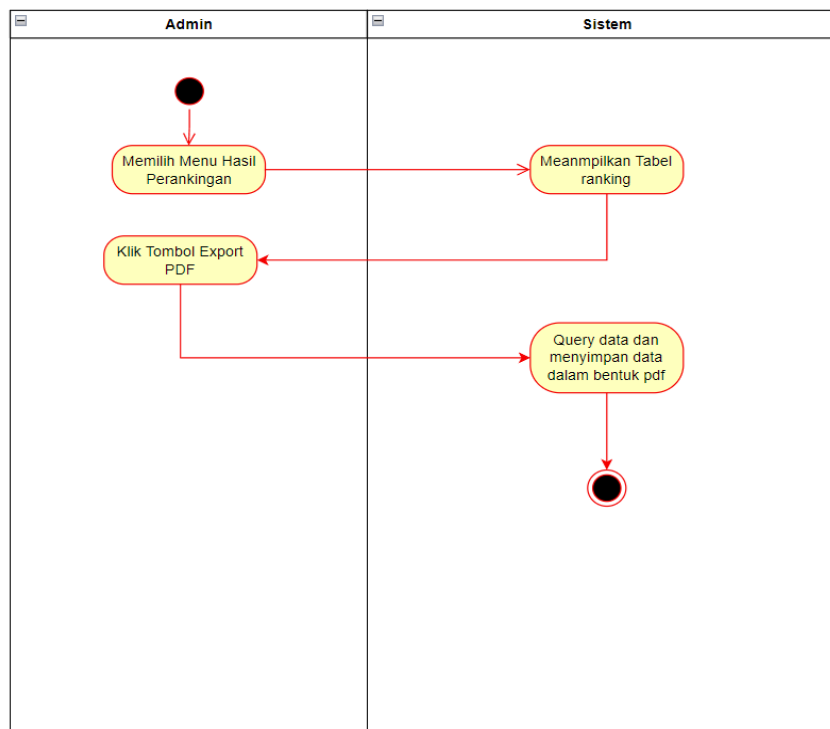 Admin
Sistem
Memilih Menu Hasil
Perankingan
Meanmpilkan Tabel
ranking
Klik Tombol Export
PDF
Query data dan
menyimpan data
dalam bentuk pdf